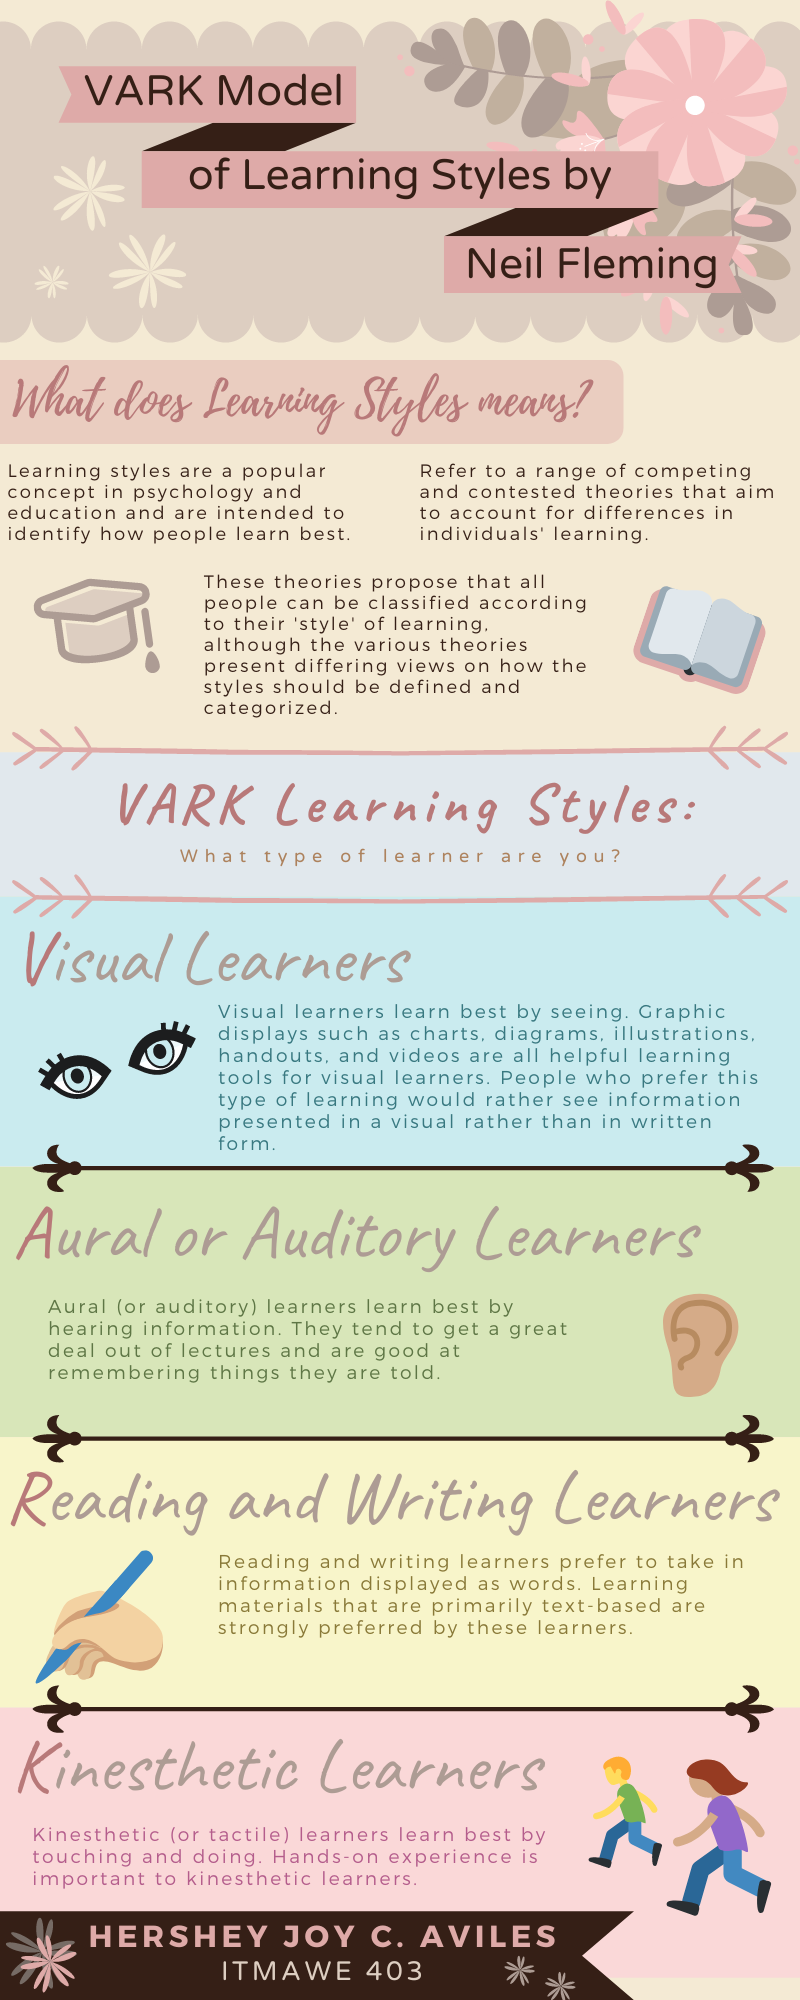 VARK Model
of Learning Styles by
Neil Fleming
What does Learning Styles means?
Learning styles are a popular
concept in psychology and
education and are intended to
identify how people learn best.
Refer to a range of competing
and contested theories that aim
to account for differences in
individuals' learning.
These theories propose that all
people can be classified according
to their 'style' of learning,
although the various theories
present differing views on how the
styles should be defined and
categorized.
VARK Learning Styles:
What type of learner are you?
Visual Learners
Visual learners learn best by seeing. Graphic
displays such as charts, diagrams, illustrations,
handouts, and videos are all helpful learning
tools for visual learners. People who prefer this
type of learning would rather see information
presented in a visual rather than in written
form.
Aural or Auditory Learners
Aural (or auditory) learners learn best by
hearing information. They tend to get a great
deal out of lectures and are good at
remembering things they are told.
Reading and Writing Learners
Reading and writing learners prefer to take in
information displayed as words. Learning
materials that are primarily text-based are
strongly preferred by these learners.
Kinesthetic Learners
Kinesthetic (or tactile) learners learn best by
touching and doing. Hands-on experience is
important to kinesthetic learners.
HERSHEY JOY C. AVILES
ITMAWE 403